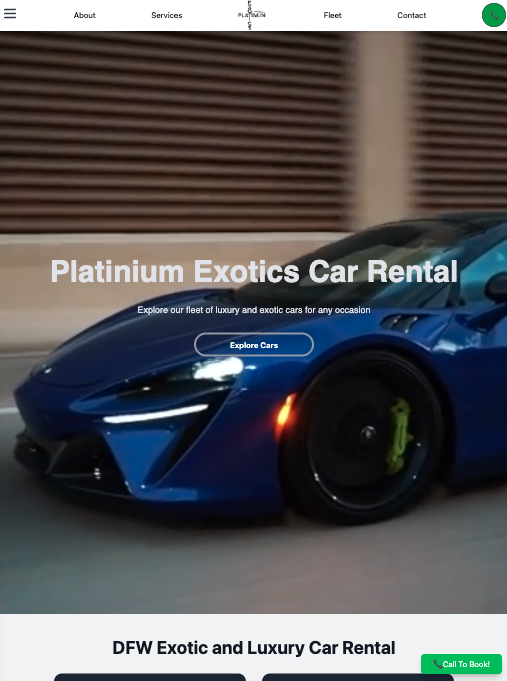 About
Services
PLATINIUM
Fleet
Contact
Platinium Exotics Car Rental
Explore our fleet of luxury and exotic cars for any occasion
Explore Cars
DFW Exotic and Luxury Car Rental
Call To Book!